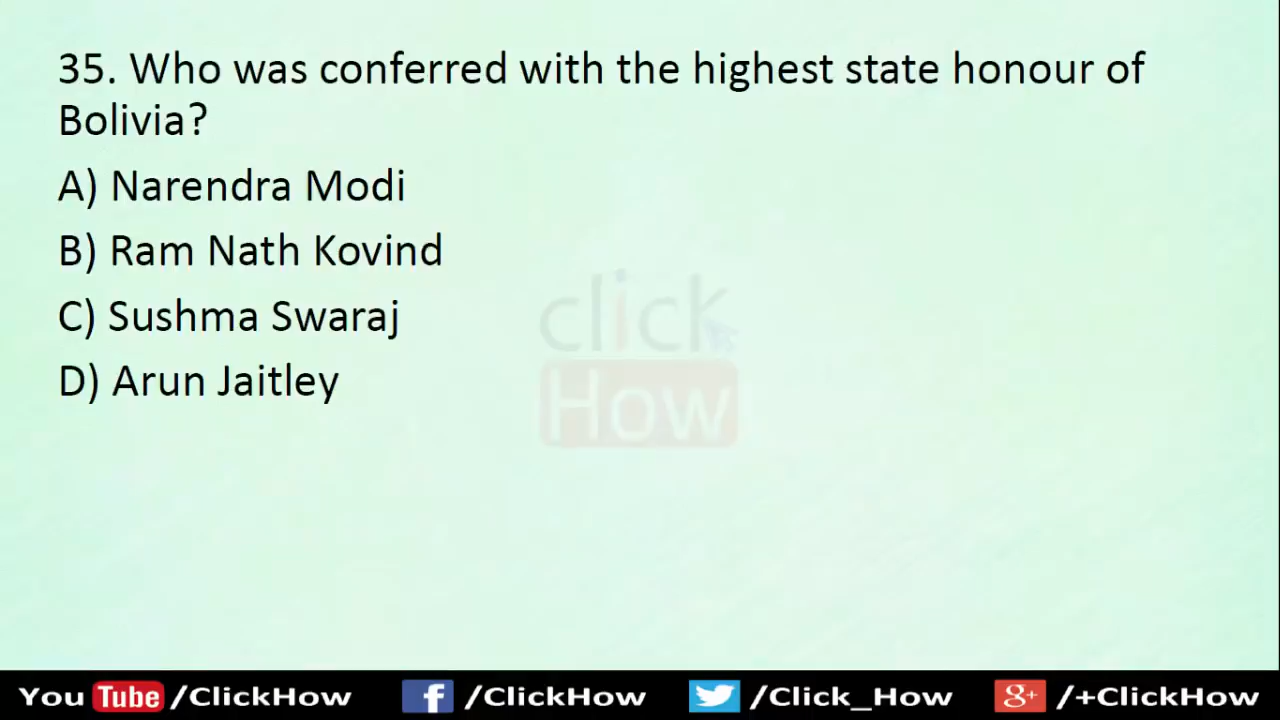 35. Who was conferred with the highest state honour of
Bolivia?
A) Narendra Modi
B) Ram Nath Kovind
C) Sushma Swaraj
D) Arun Jaitley
click
How
You Tube /ClickHow f /ClickHow /Click_How g+ /+ClickHow